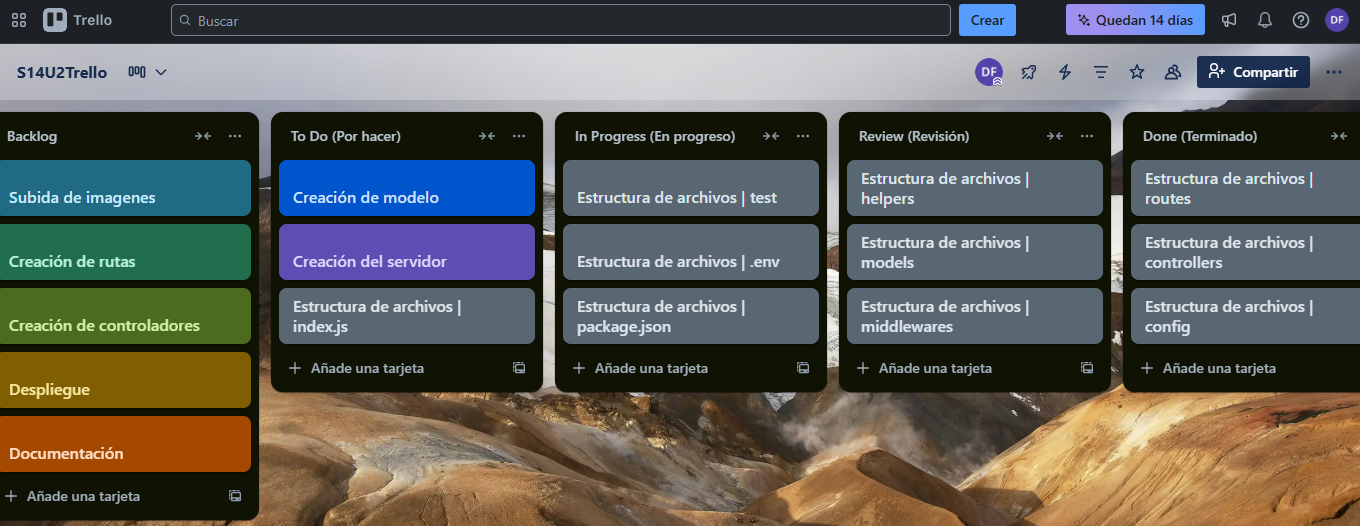 Trello
Buscar
Crear
Quedan 14 días
DF
S14U2Trello
DF
Compartir
Backlog
Subida de imagenes
Creación de rutas
Creación de controladores
Despliegue
Documentación
Añade una tarjeta
To Do (Por hacer)
Creación de modelo
Creación del servidor
Estructura de archivos |
index.js
Añade una tarjeta
In Progress (En progreso)
Estructura de archivos | test
Estructura de archivos | .env
Estructura de archivos |
package.json
Añade una tarjeta
Review (Revisión)
Estructura de archivos |
helpers
Estructura de archivos |
models
Estructura de archivos |
middlewares
Añade una tarjeta
Done (Terminado)
Estructura de archivos |
routes
Estructura de archivos |
controllers
Estructura de archivos |
config
Añade una tarjeta